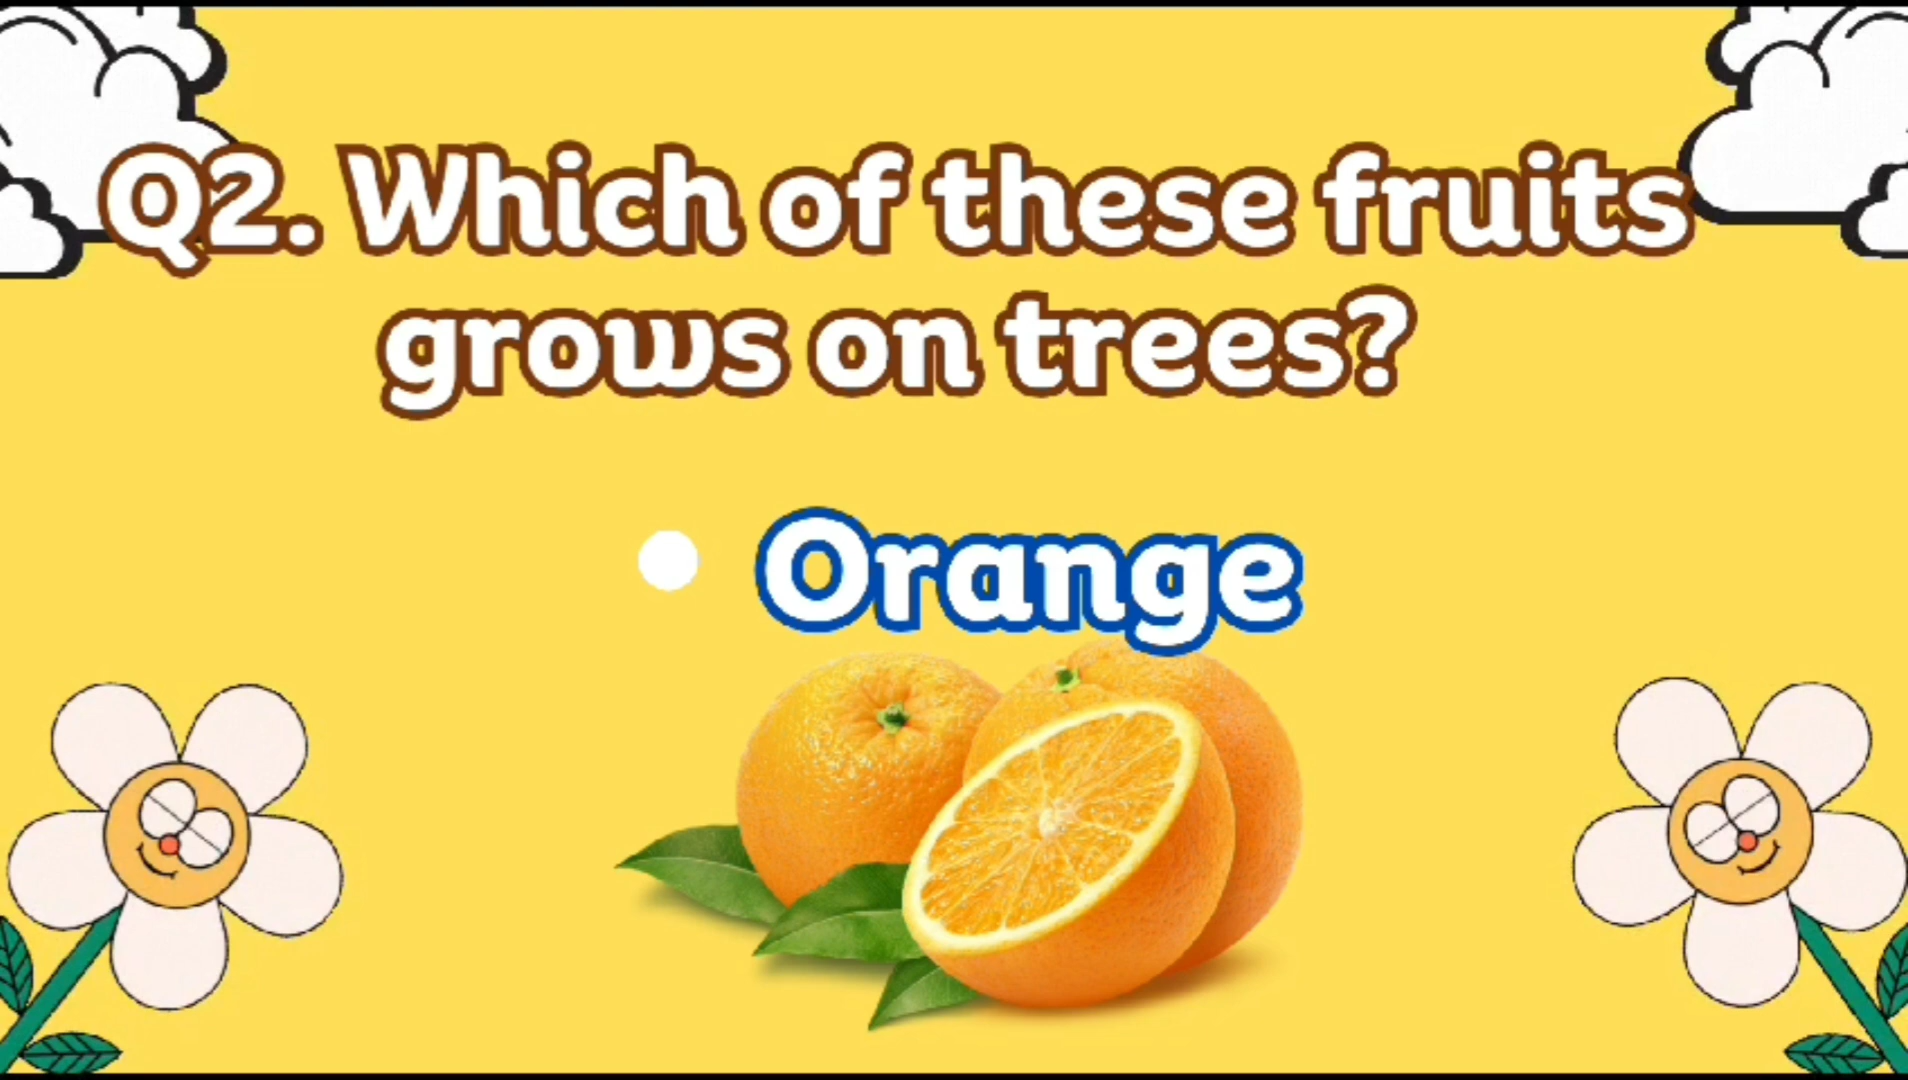 Q2. Which of these fruits
grows on trees?
• Orange